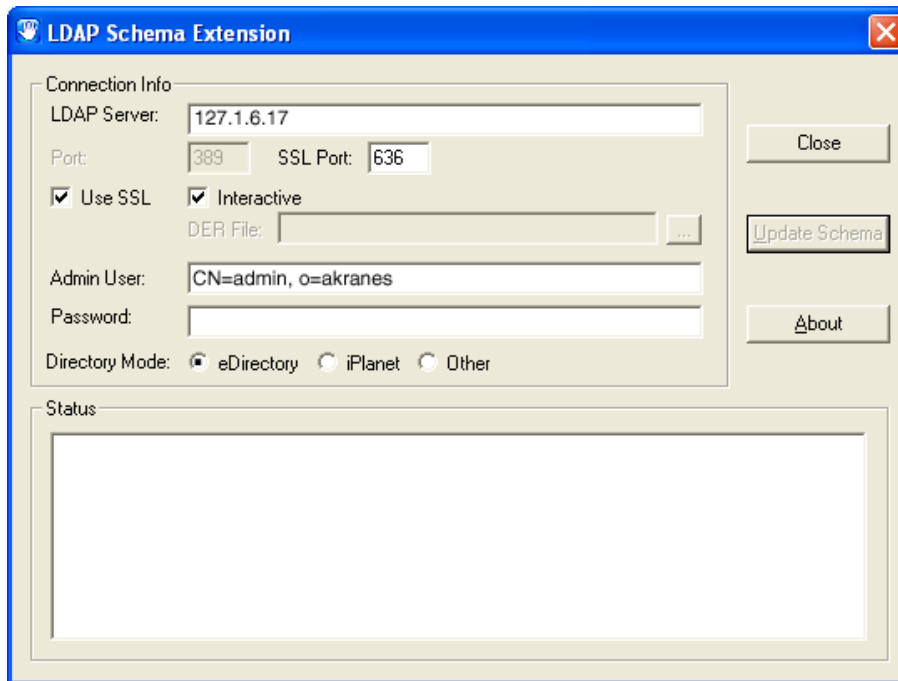 LDAP Schema Extension
Connection Info
LDAP Server: 127.1.6.17
Close
Port: 389 SSL Port: 636
Use SSL Interactive
Update Schema
DER File: ...
Admin User: CN=admin, o=akranes
Password:
About
Directory Mode: eDirectory iPlanet Other
Status